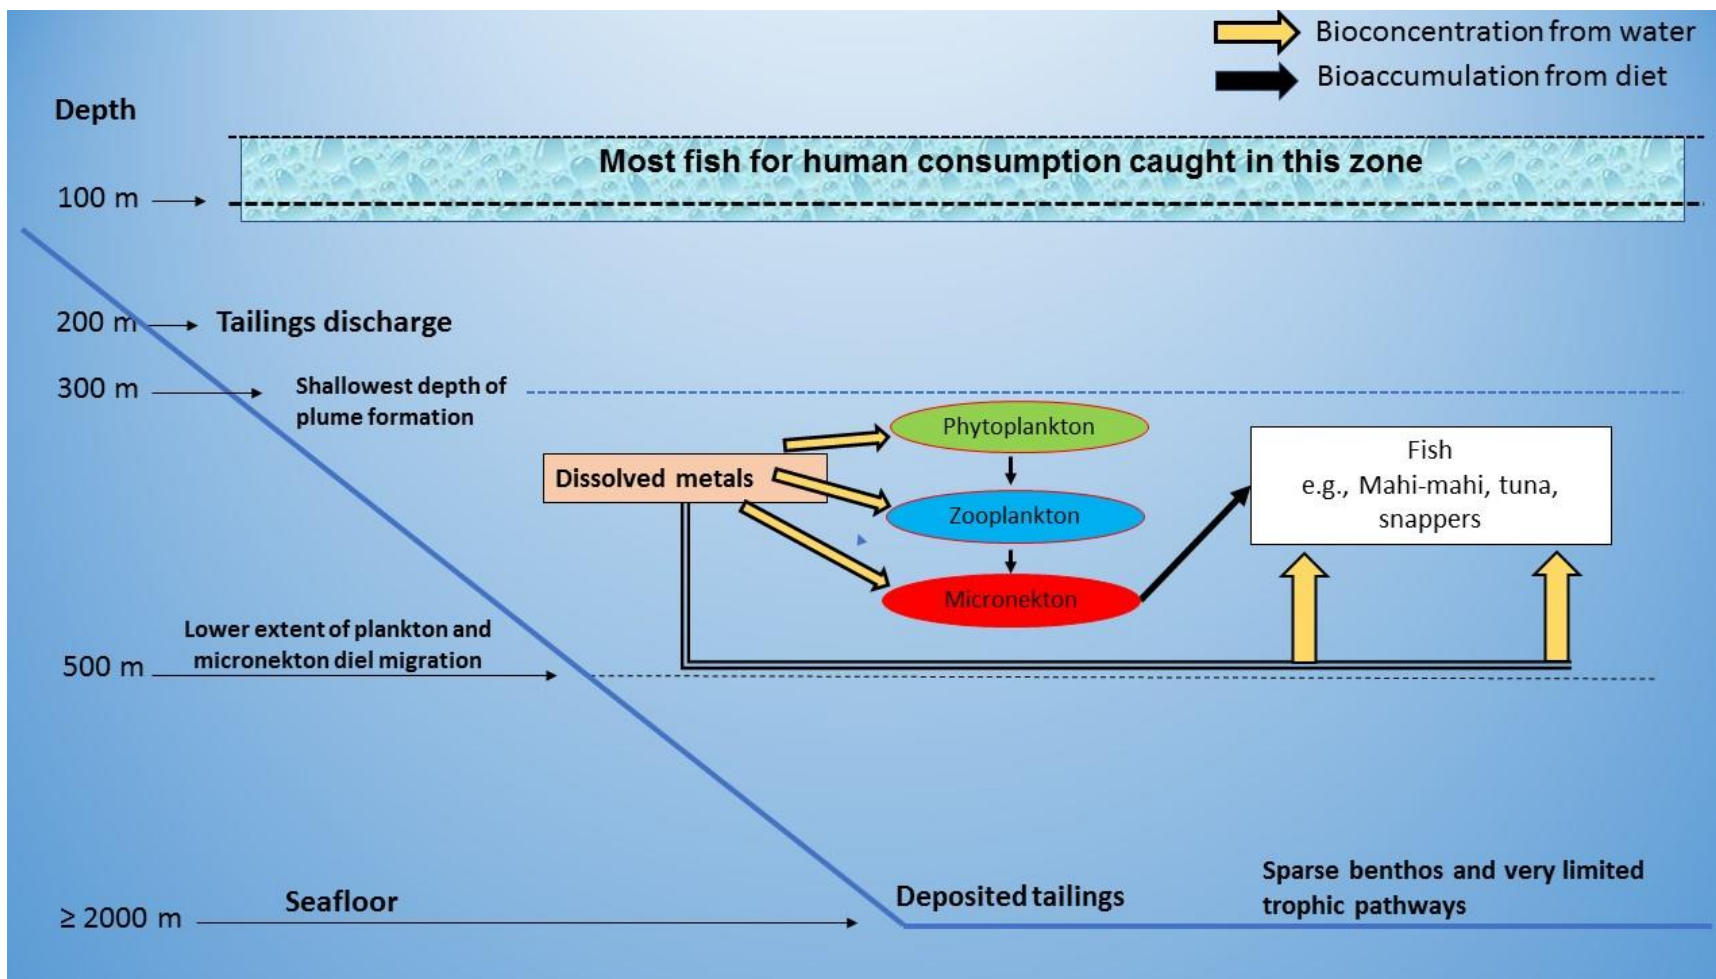 Bioconcentration from water
Bioaccumulation from diet
Depth
Most fish for human consumption caught in this zone
100 m
200 m
Tailings discharge
300 m
Shallowest depth of
plume formation
Phytoplankton
Dissolved metals
Zooplankton
Micronekton
Fish
e.g., Mahi-mahi, tuna,
snappers
Lower extent of plankton and
micronekton diel migration
500 m
Seafloor
≥ 2000 m
Deposited tailings
Sparse benthos and very limited
trophic pathways